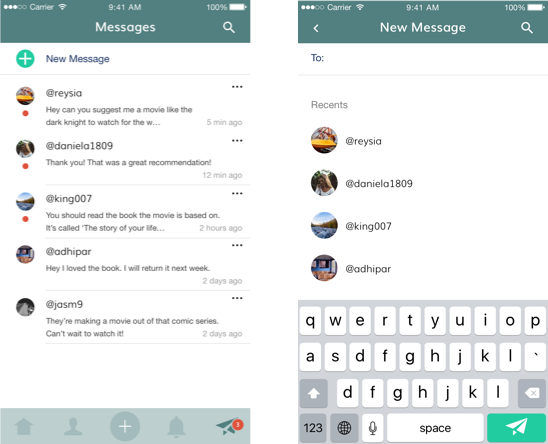 Carrier 9:41 AM 100%
Messages
New Message
@reysia
Hey can you suggest me a movie like the
dark knight to watch for the w... 5 min ago
@daniela1809
Thank you! That was a great recommendation!
12 min ago
@king007
You should read the book the movie is based on.
It's called 'The story of your life... 2 hours ago
@adhipar
Hey I loved the book. I will return it next week.
2 days ago
@jasm9
They're making a movie out of that comic series.
Can't wait to watch it! 2 days ago
3
Carrier 9:41 AM 100%
New Message
To:
Recents
@reysia
@daniela1809
@king007
@adhipar
q w e r t y u i o p
a s d f g h j k l `
d f g h j k l
123 space